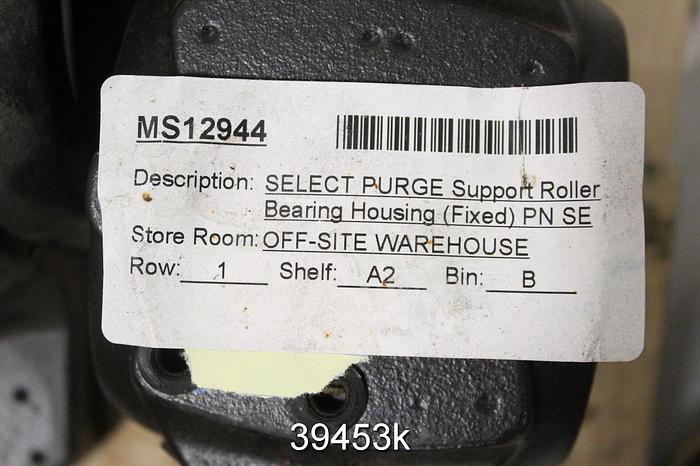 MS12944
Description: SELECT PURGE Support Roller
Bearing Housing (Fixed) PN SE
Store Room: OFF-SITE WAREHOUSE
Row: 1 Shelf: A2 Bin: B
39453k